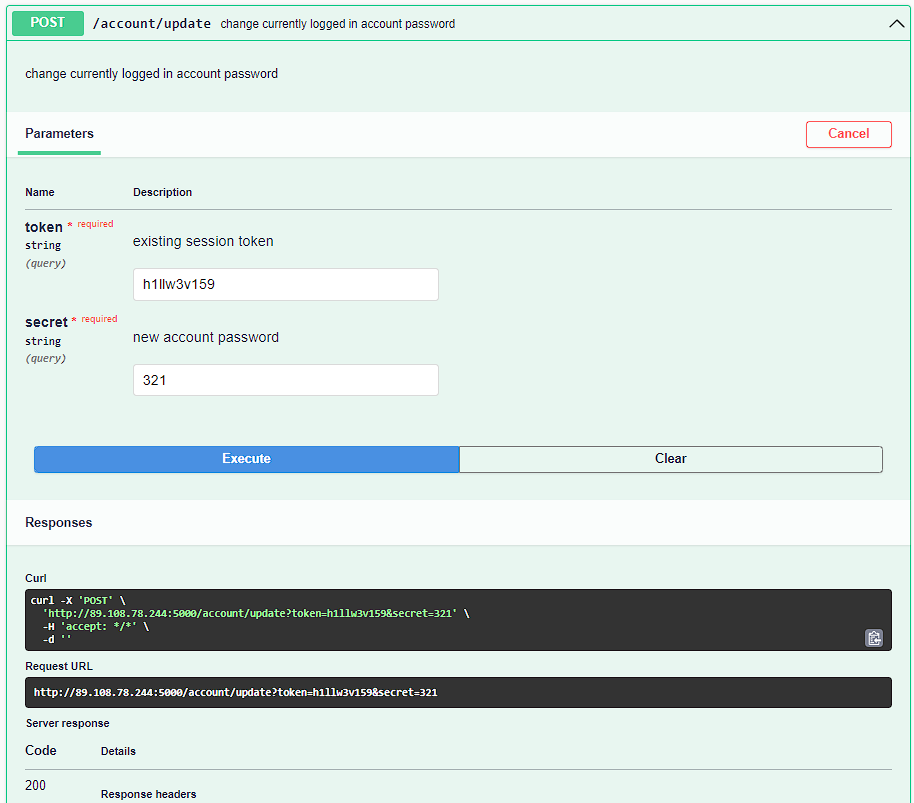 POST /account/update change currently logged in account password
change currently logged in account password
Parameters
Cancel
Name Description
token * required
string
(query)
existing session token
h1llw3v159
secret * required
string
(query)
new account password
321
Execute
Clear
Responses
Curl
curl -X 'POST' \
'http://89.108.78.244:5000/account/update?token=h1llw3v159&secret=321' \
-H 'accept: */*' \
-d ''
Request URL
http://89.108.78.244:5000/account/update?token=h1llw3v159&secret=321
Server response
Code Details
200
Response headers